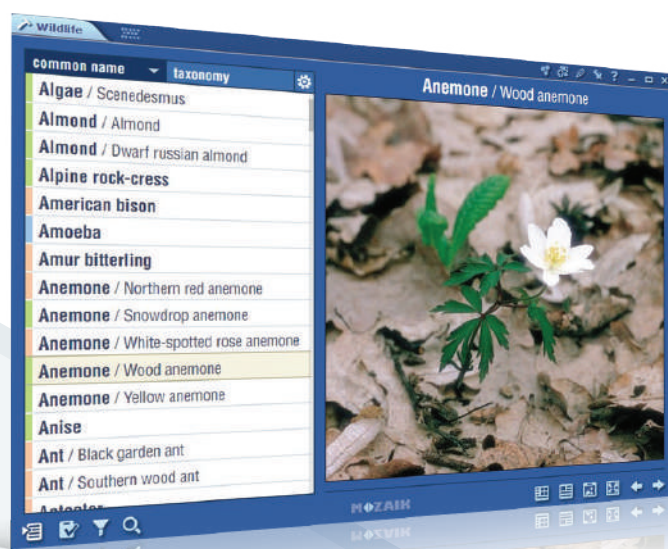 Wildlife
common name taxonomy
Anemone / Wood anemone
Algae / Scenedesmus
Almond / Almond
Almond / Dwarf russian almond
Alpine rock-cress
American bison
Amoeba
Amur bitterling
Anemone / Northern red anemone
Anemone / Snowdrop anemone
Anemone / White-spotted rose anemone
Anemone / Wood anemone
Anemone / Yellow anemone
Anise
Ant / Black garden ant
Ant / Southern wood ant
MOZAIK